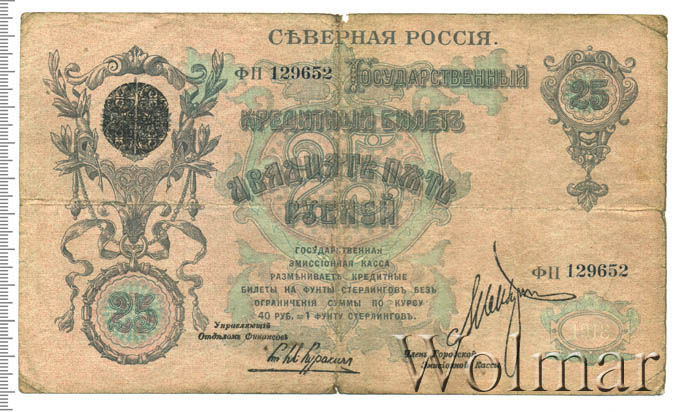 СѢВЕРНАЯ РОССІЯ.
ФП 129652
Государственный
25
КРЕДИТНЫЙ БИЛЕТЪ
ДВАДЦАТЬ ПЯТЬ
25
РУБЛЕЙ
ГОСУДАРСТВЕННАЯ
ЭМИССІОННАЯ КАССА
РАЗМѢНИВАЕТЪ КРЕДИТНЫЕ
БИЛЕТЫ НА ФУНТЫ СТЕРЛИНГОВЪ БЕЗЪ
ОГРАНИЧЕНІЯ СУММЫ ПО КУРСУ
40 РУБ.=1 ФУНТУ СТЕРЛИНГОВЪ.
ФП 129652
25
Управляющій
Отдѣломъ Финансовъ
1918
Членъ Городской
Эмисіонной Кассы
Wolmar